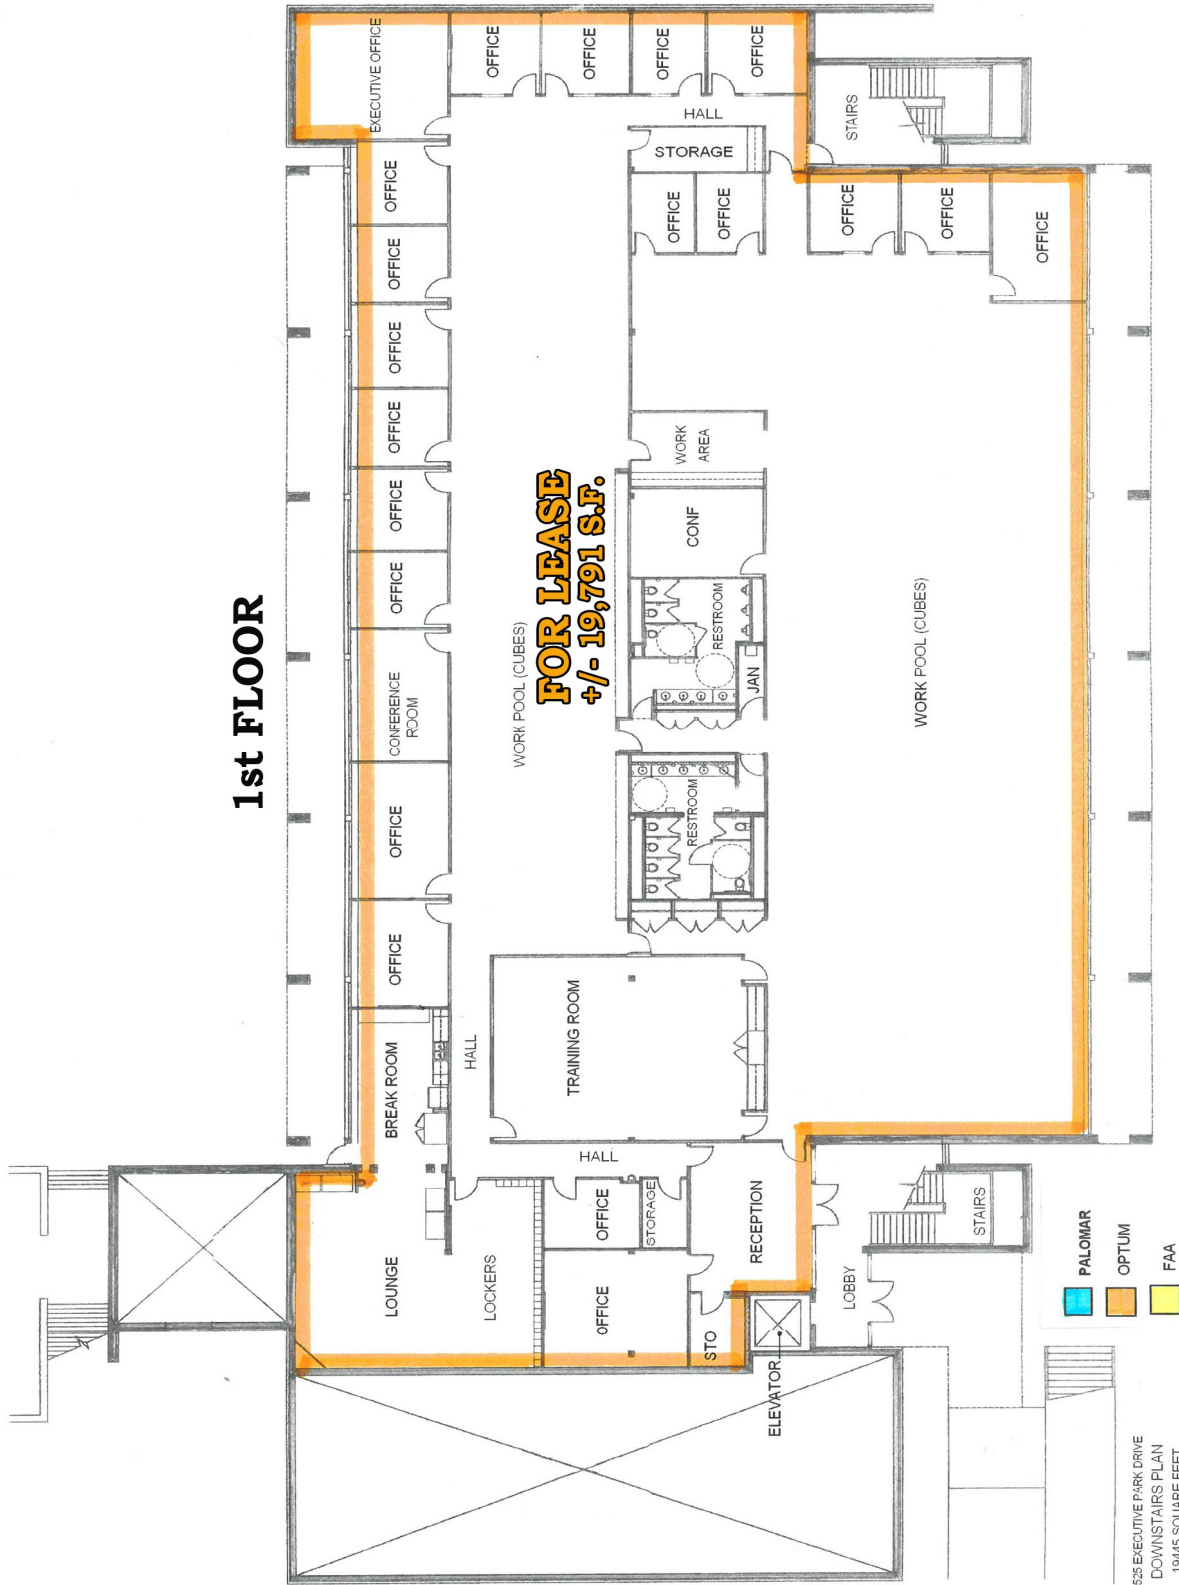 1st FLOOR
FOR LEASE
+/- 19,791 S.F.
EXECUTIVE OFFICE
OFFICE
OFFICE
OFFICE
OFFICE
HALL
STAIRS
STORAGE
OFFICE
OFFICE
OFFICE
OFFICE
OFFICE
OFFICE
OFFICE
OFFICE
OFFICE
OFFICE
OFFICE
CONFERENCE
ROOM
OFFICE
OFFICE
BREAK ROOM
WORK POOL (CUBES)
WORK
AREA
CONF
RESTROOM
JAN
RESTROOM
WORK POOL (CUBES)
HALL
TRAINING ROOM
HALL
LOUNGE
LOCKERS
OFFICE
STORAGE
OFFICE
RECEPTION
STO
ELEVATOR
LOBBY
STAIRS
PALOMAR
OPTUM
FAA
525 EXECUTIVE PARK DRIVE
DOWNSTAIRS PLAN
19445 SQUARE FEET